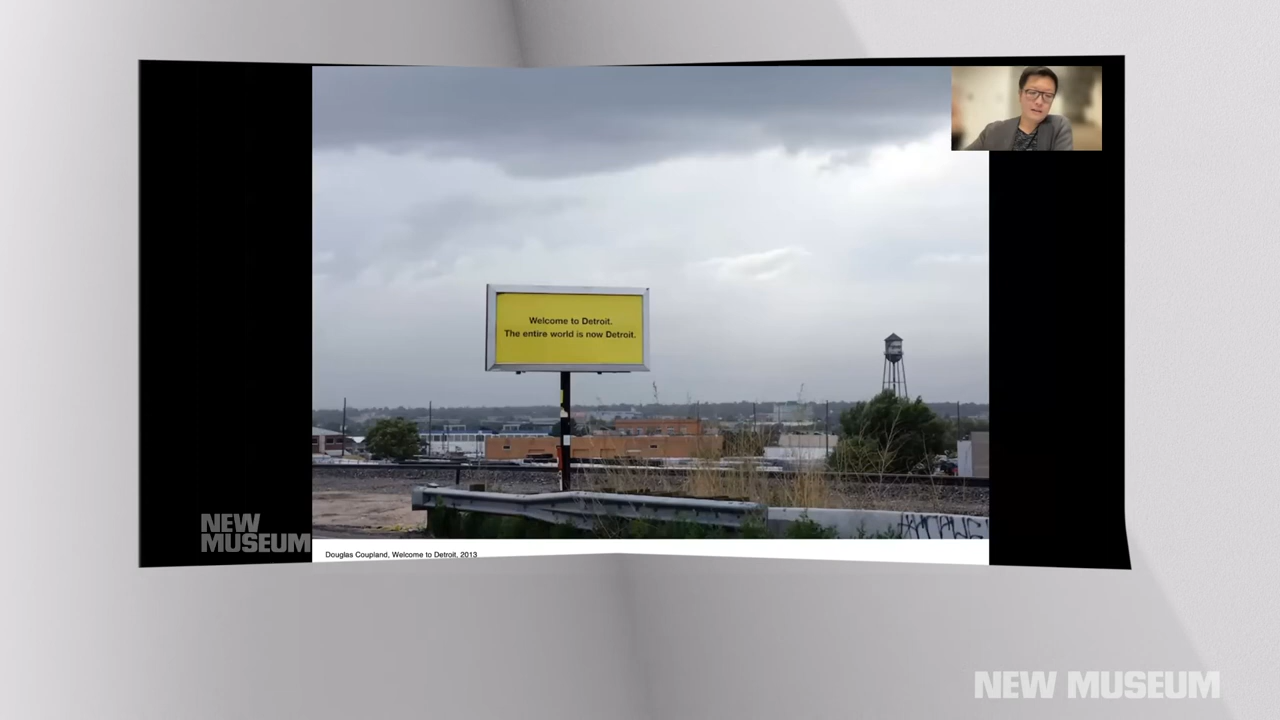 Welcome to Detroit.
The entire world is now Detroit.
NEW
MUSEUM
Douglas Coupland, Welcome to Detroit, 2013
NEW MUSEUM